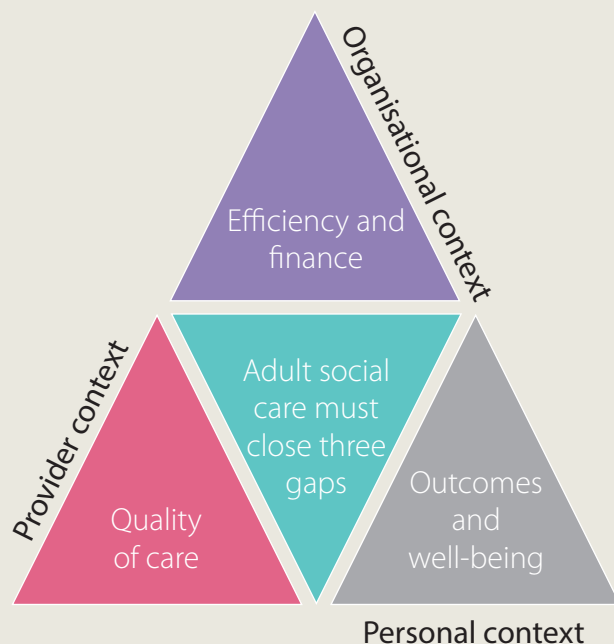 Organisational context
Efficiency and
finance
Provider context
Adult social
care must
close three
gaps
Quality
of care
Outcomes
and
well-being
Personal context